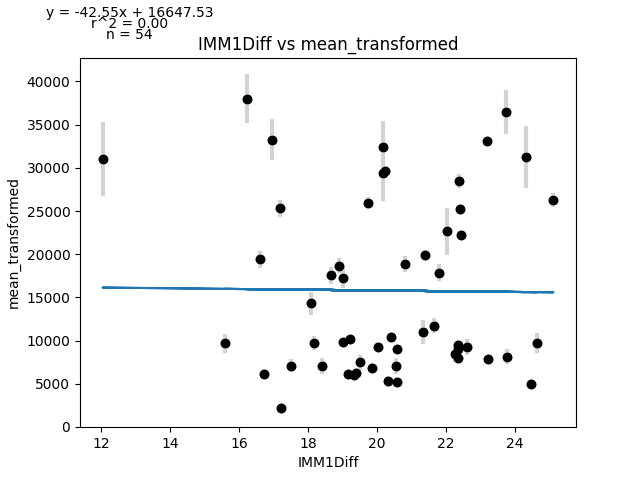 y = -42.55x + 16647.53
r^2 = 0.00
n = 54
IMM1Diff vs mean_transformed
mean_transformed
40000
35000
30000
25000
20000
15000
10000
5000
0
12 14 16 18 20 22 24
IMM1Diff